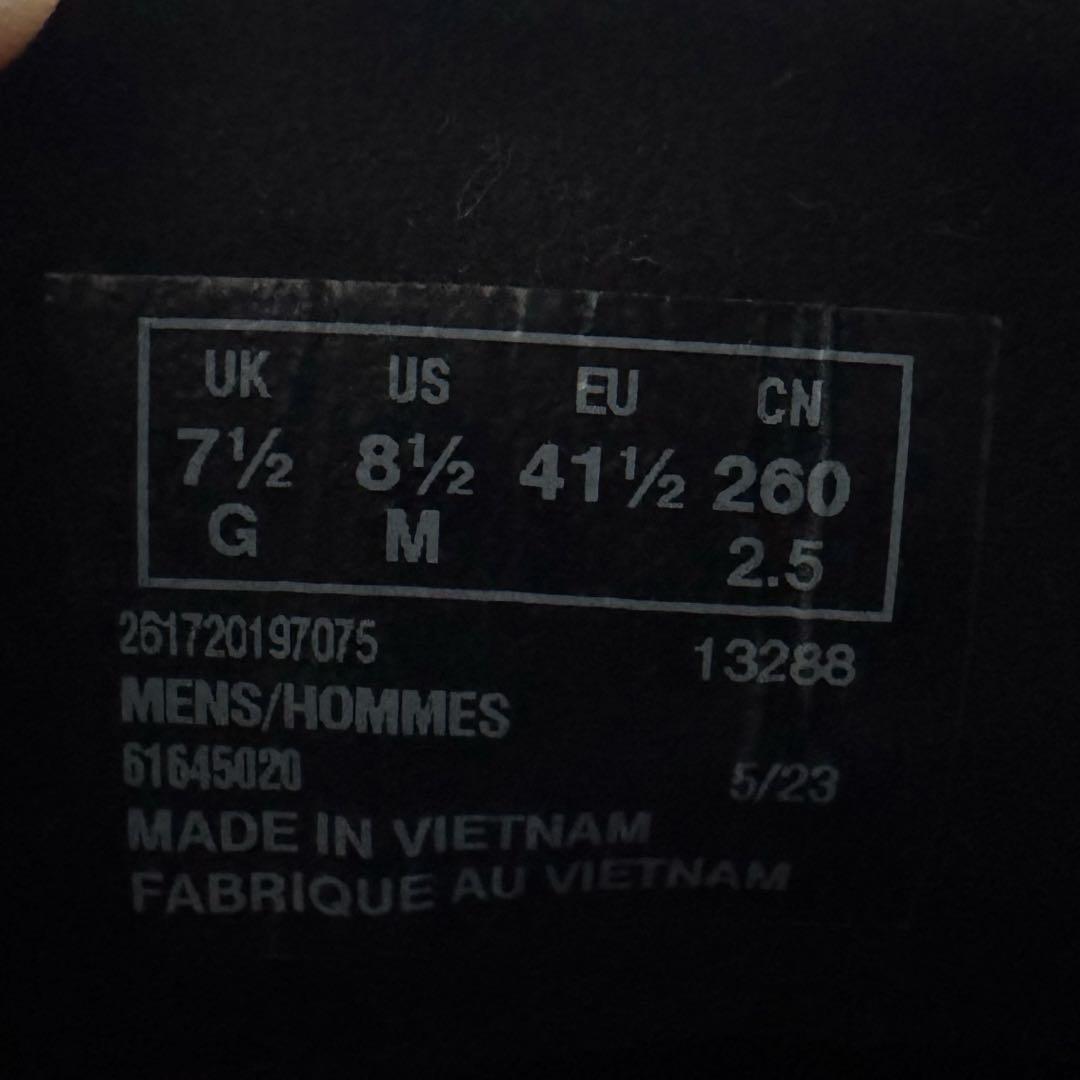 UK US EU CN
7½ 8½ 41½ 260
G M 2.5
261720197075 13288
MENS/HOMMES
61645020 5/23
MADE IN VIETNAM
FABRIQUE AU VIETNAM